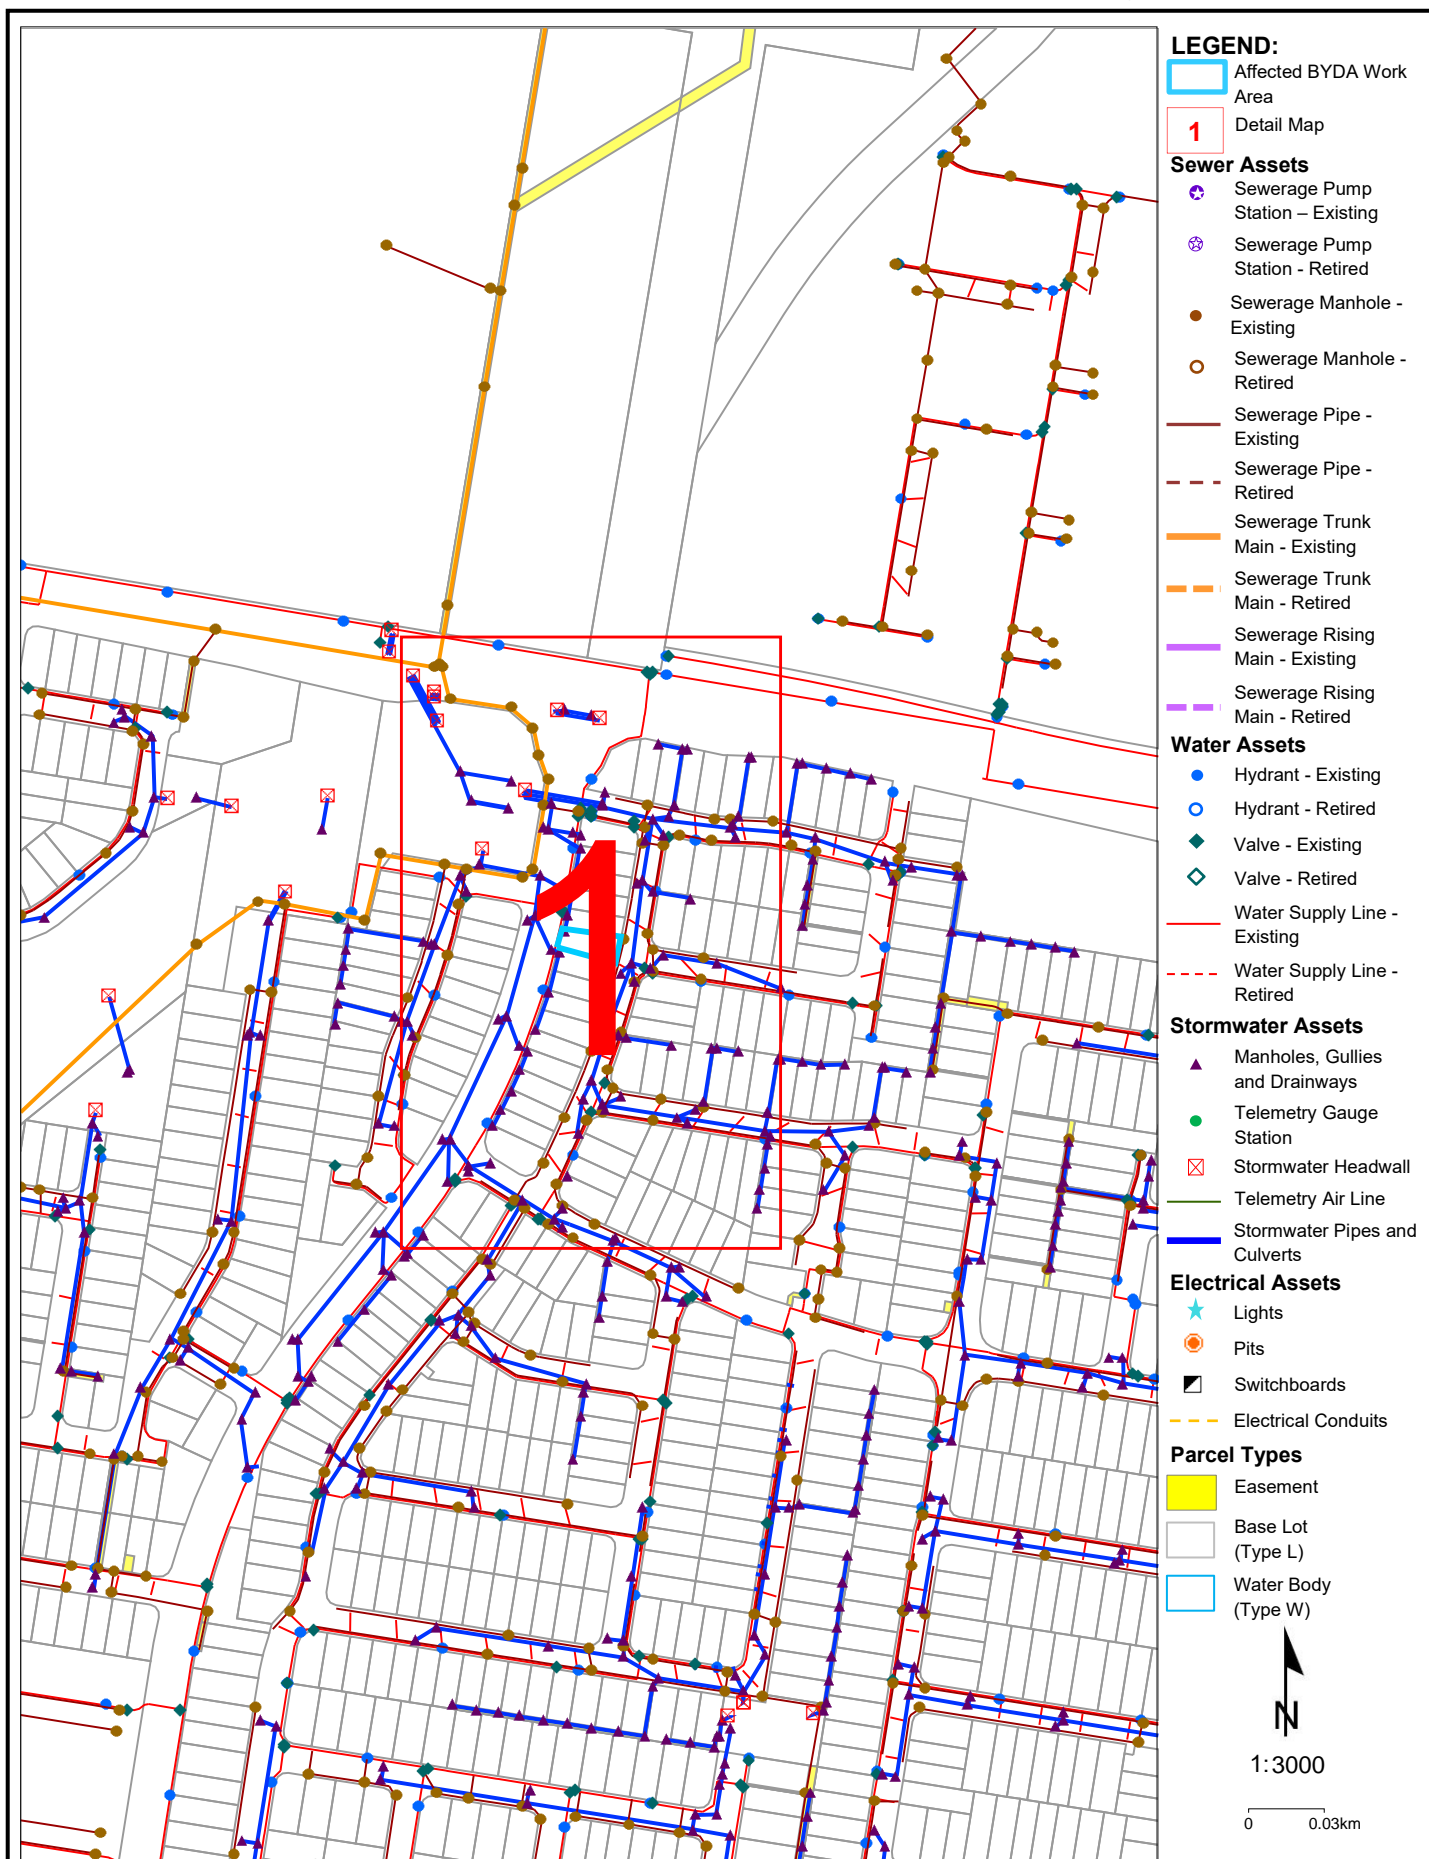 LEGEND:
Affected BYDA Work
Area
1
Detail Map
Sewer Assets
Sewerage Pump
Station – Existing
Sewerage Pump
Station - Retired
Sewerage Manhole -
Existing
Sewerage Manhole -
Retired
Sewerage Pipe -
Existing
Sewerage Pipe -
Retired
Sewerage Trunk
Main - Existing
Sewerage Trunk
Main - Retired
Sewerage Rising
Main - Existing
Sewerage Rising
Main - Retired
Water Assets
Hydrant - Existing
Hydrant - Retired
Valve - Existing
Valve - Retired
Water Supply Line -
Existing
Water Supply Line -
Retired
Stormwater Assets
Manholes, Gullies
and Drainways
Telemetry Gauge
Station
Stormwater Headwall
Telemetry Air Line
Stormwater Pipes and
Culverts
Electrical Assets
Lights
Pits
Switchboards
Electrical Conduits
Parcel Types
Easement
Base Lot
(Type L)
Water Body
(Type W)
N
1:3000
0 0.03km
1